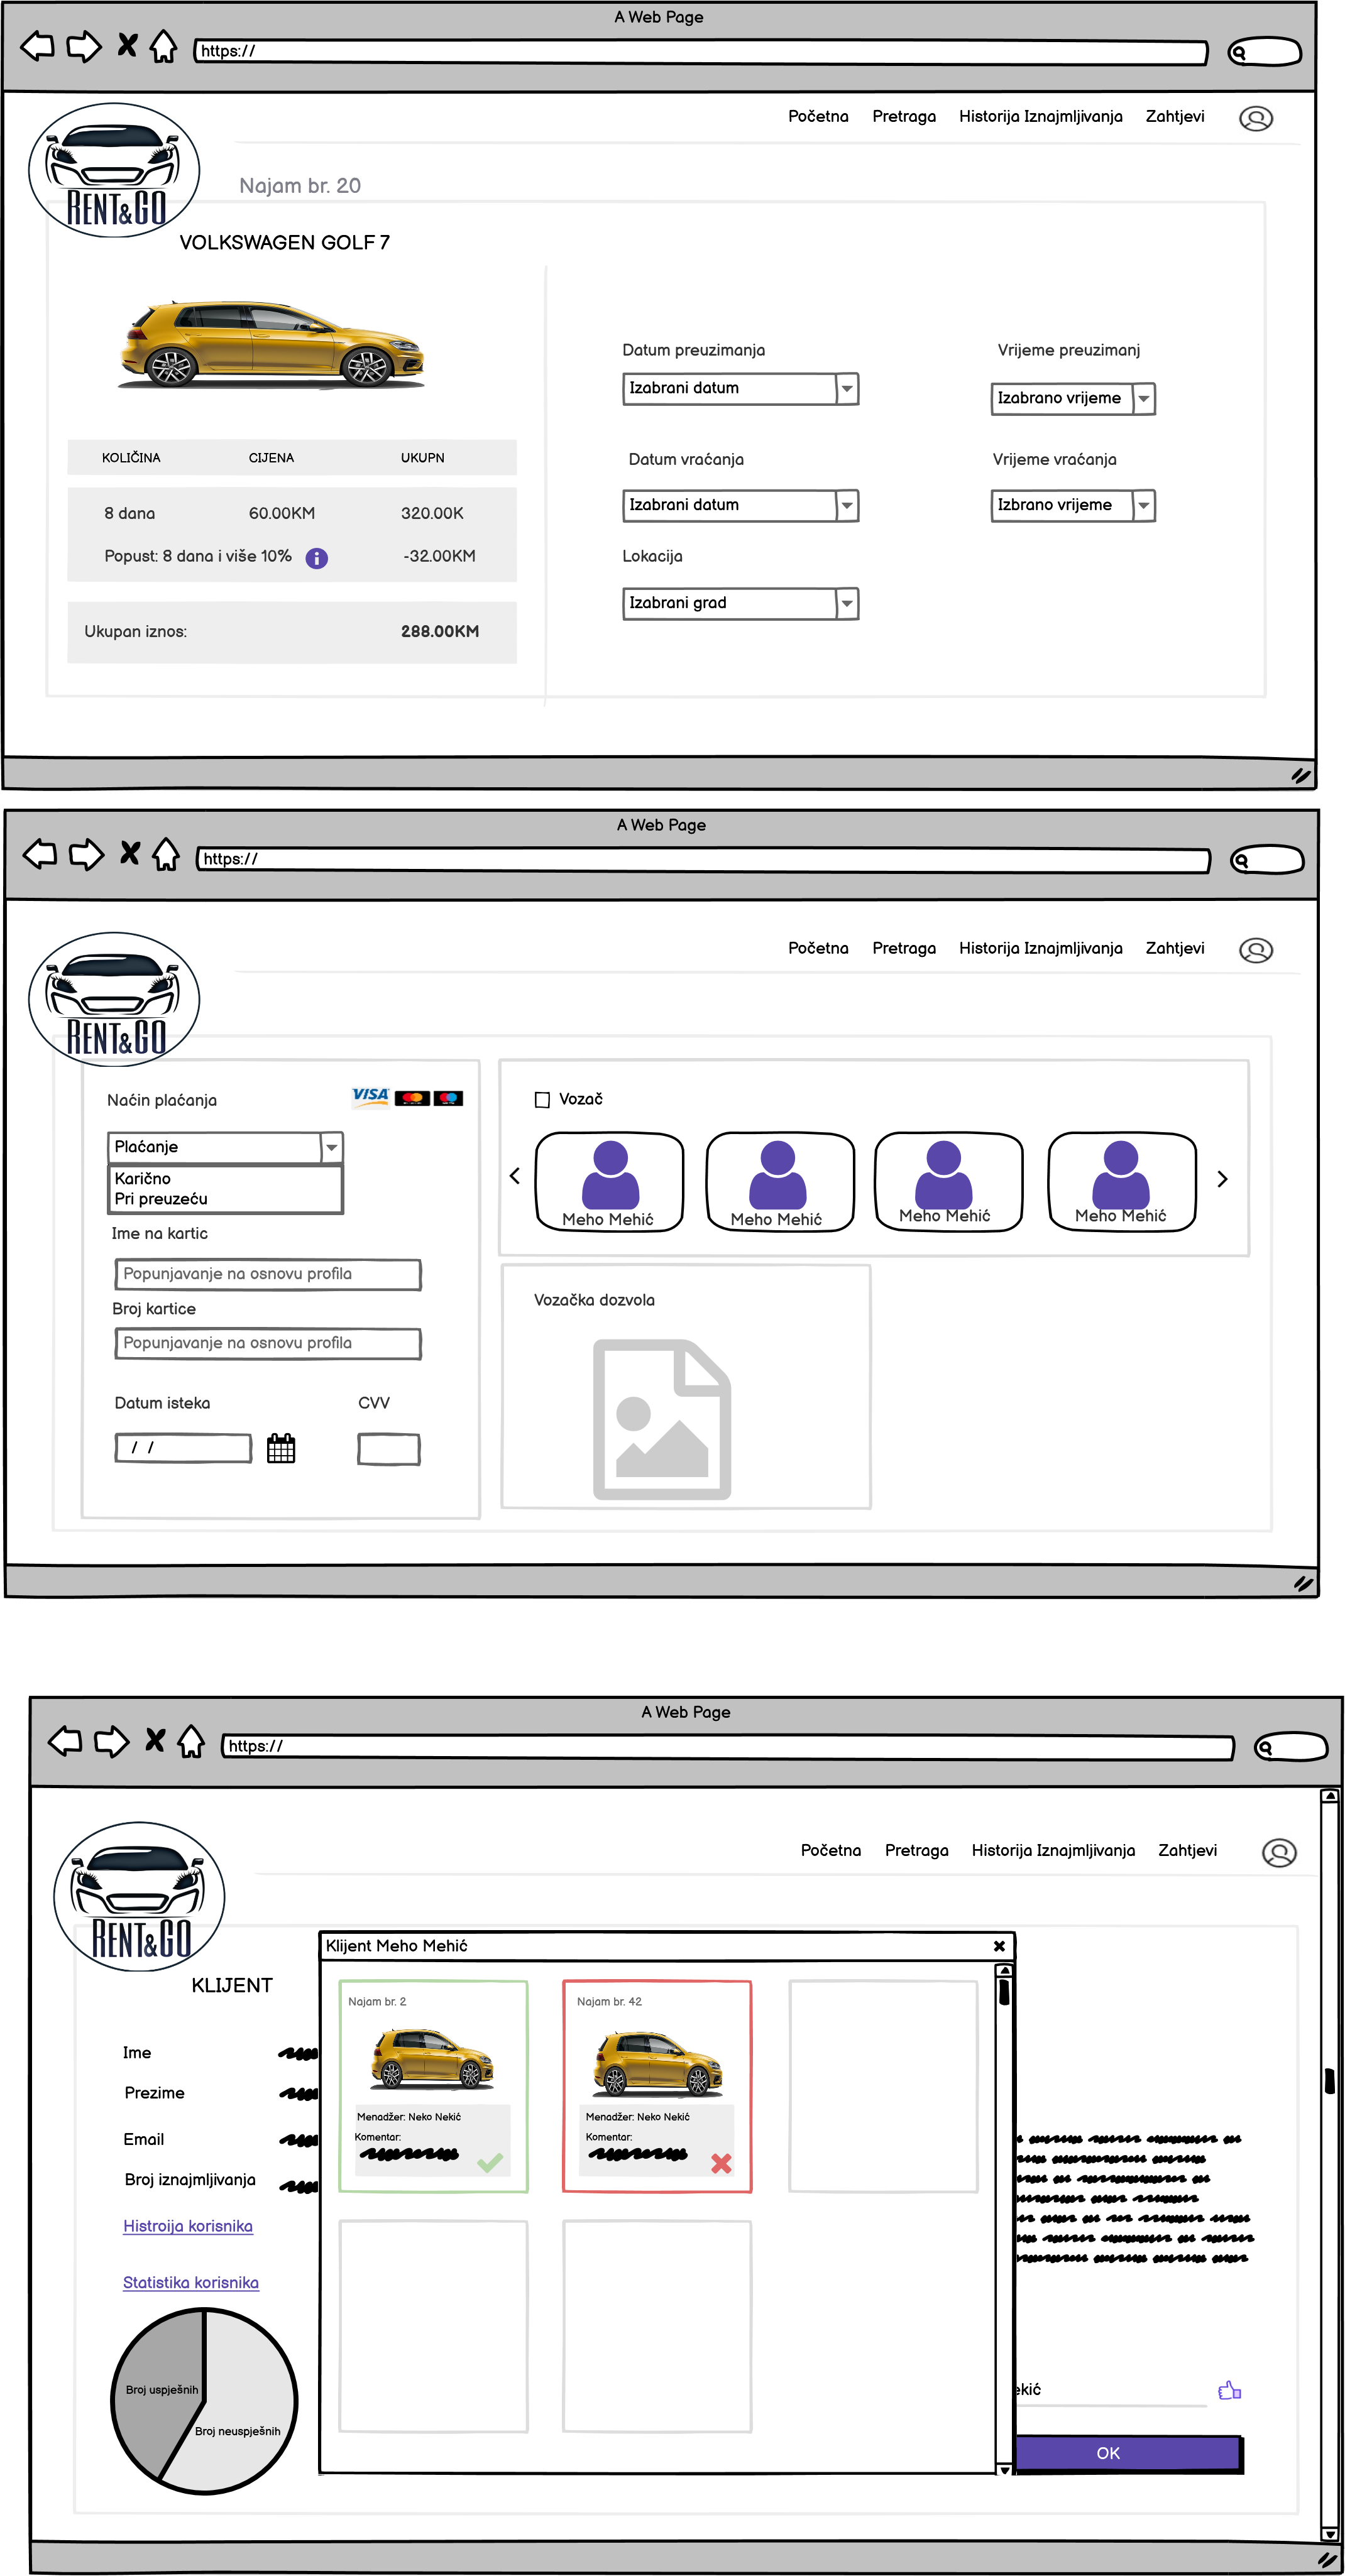 A Web Page
https://
Početna Pretraga Historija Iznajmljivanja Zahtjevi
RENT&GO
Najam br. 20
VOLKSWAGEN GOLF 7
KOLIČINA CIJENA UKUPN
8 dana 60.00KM 320.00K
Popust: 8 dana i više 10% i -32.00KM
Ukupan iznos: 288.00KM
Datum preuzimanja Vrijeme preuzimanj
Izabrani datum Izabrano vrijeme
Datum vraćanja Vrijeme vraćanja
Izabrani datum Izbrano vrijeme
Lokacija
Izabrani grad
A Web Page
https://
Početna Pretraga Historija Iznajmljivanja Zahtjevi
RENT&GO
Naćin plaćanja VISA
Plaćanje
Karično
Pri preuzeću
Ime na kartic
Popunjavanje na osnovu profila
Broj kartice
Popunjavanje na osnovu profila
Datum isteka CVV
/ /
Vozač
Meho Mehić Meho Mehić Meho Mehić Meho Mehić
Vozačka dozvola
A Web Page
https://
Početna Pretraga Historija Iznajmljivanja Zahtjevi
RENT&GO
KLIJENT
Ime
Prezime
Email
Broj iznajmljivanja
Histroija korisnika
Statistika korisnika
Broj uspješnih
Broj neuspješnih
Klijent Meho Mehić
Najam br. 2
Menadžer: Neko Nekić
Komentar:
Najam br. 42
Menadžer: Neko Nekić
Komentar:
ekić
OK